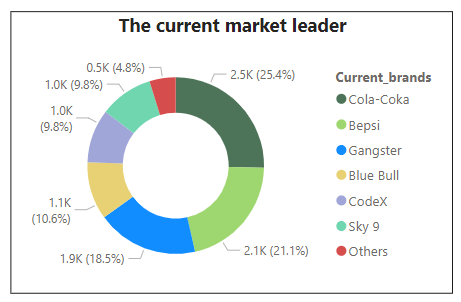 The current market leader
0.5K (4.8%)
1.0K (9.8%)
1.0K
(9.8%)
1.1K
(10.6%)
1.9K (18.5%)
2.1K (21.1%)
2.5K (25.4%)
Current_brands
Cola-Coka
Bepsi
Gangster
Blue Bull
CodeX
Sky 9
Others